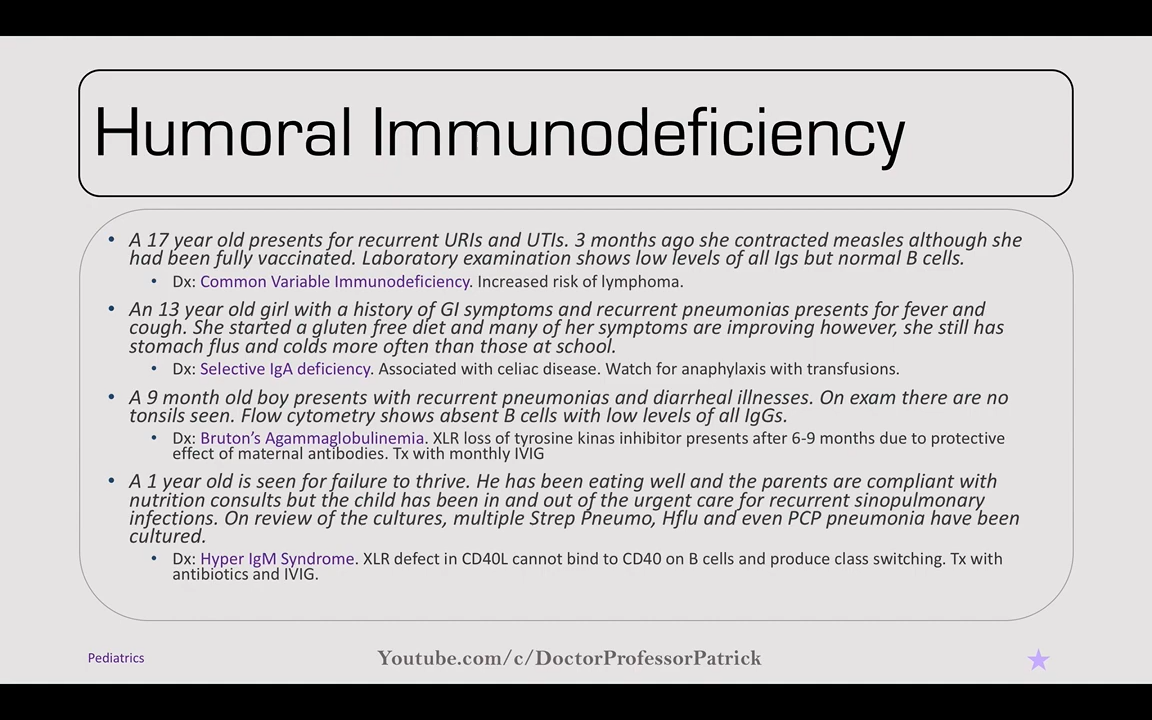 Humoral Immunodeficiency
• A 17 year old presents for recurrent URIs and UTIs. 3 months ago she contracted measles although she
had been fully vaccinated. Laboratory examination shows low levels of all Igs but normal B cells.
• Dx: Common Variable Immunodeficiency. Increased risk of lymphoma.
• An 13 year old girl with a history of GI symptoms and recurrent pneumonias presents for fever and
cough. She started a gluten free diet and many of her symptoms are improving however, she still has
stomach flus and colds more often than those at school.
• Dx: Selective IgA deficiency. Associated with celiac disease. Watch for anaphylaxis with transfusions.
• A 9 month old boy presents with recurrent pneumonias and diarrheal illnesses. On exam there are no
tonsils seen. Flow cytometry shows absent B cells with low levels of all IgGs.
• Dx: Bruton’s Agammaglobulinemia. XLR loss of tyrosine kinas inhibitor presents after 6-9 months due to protective
effect of maternal antibodies. Tx with monthly IVIG
• A 1 year old is seen for failure to thrive. He has been eating well and the parents are compliant with
nutrition consults but the child has been in and out of the urgent care for recurrent sinopulmonary
infections. On review of the cultures, multiple Strep Pneumo, Hflu and even PCP pneumonia have been
cultured.
• Dx: Hyper IgM Syndrome. XLR defect in CD40L cannot bind to CD40 on B cells and produce class switching. Tx with
antibiotics and IVIG.
Pediatrics
Youtube.com/c/DoctorProfessorPatrick